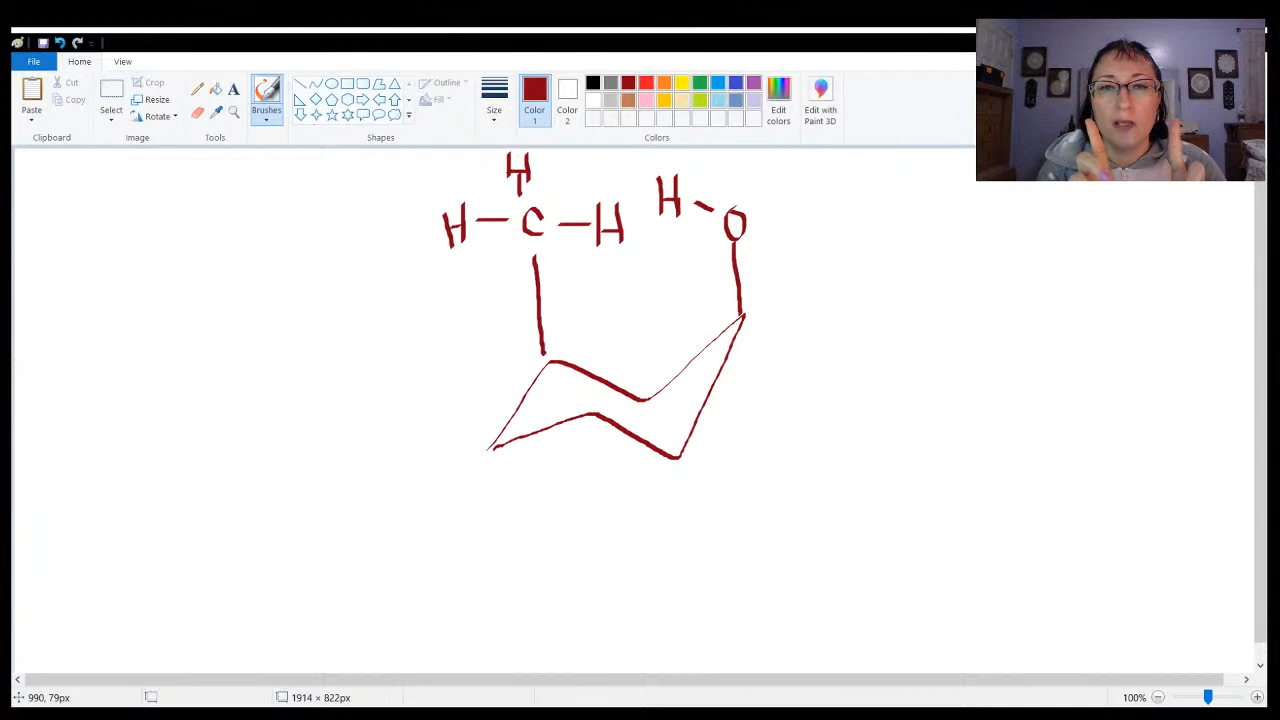 File Home View
Paste Cut Copy Select Crop Resize Rotate A Brushes Outline Fill Size Color 1 Color 2 Edit colors Edit with Paint 3D
Clipboard Image Tools Shapes Colors
H
H - C - H H - O
990, 79px 1914 × 822px 100%